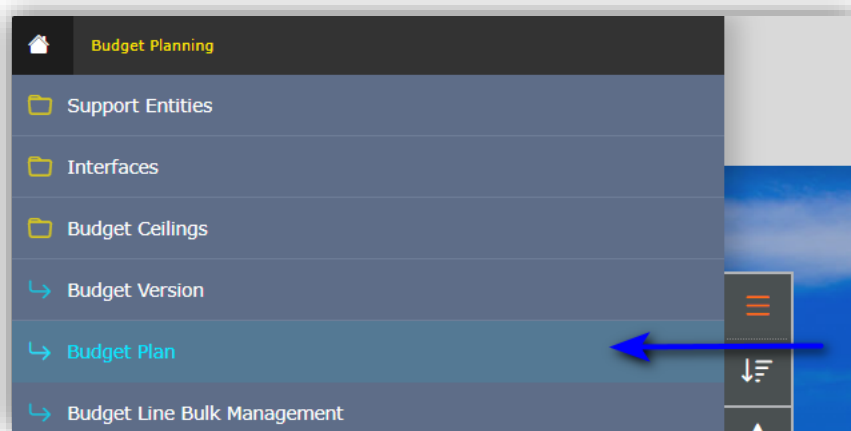 Budget Planning
Support Entities
Interfaces
Budget Ceilings
Budget Version
Budget Plan
Budget Line Bulk Management